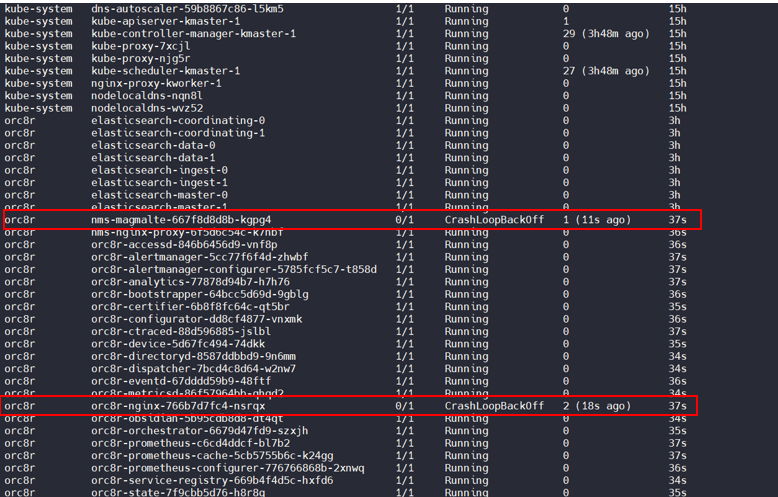 kube-system dns-autoscaler-59b8867c86-l5km5 1/1 Running 0 15h
kube-system kube-apiserver-kmaster-1 1/1 Running 1 15h
kube-system kube-controller-manager-kmaster-1 1/1 Running 29 (3h48m ago) 15h
kube-system kube-proxy-7xcjl 1/1 Running 0 15h
kube-system kube-proxy-njg5r 1/1 Running 0 15h
kube-system kube-scheduler-kmaster-1 1/1 Running 27 (3h48m ago) 15h
kube-system nginx-proxy-kworker-1 1/1 Running 0 15h
kube-system nodelocaldns-nqn8l 1/1 Running 0 15h
kube-system nodelocaldns-wvz52 1/1 Running 0 15h
orc8r elasticsearch-coordinating-0 1/1 Running 0 3h
orc8r elasticsearch-coordinating-1 1/1 Running 0 3h
orc8r elasticsearch-data-0 1/1 Running 0 3h
orc8r elasticsearch-data-1 1/1 Running 0 3h
orc8r elasticsearch-ingest-0 1/1 Running 0 3h
orc8r elasticsearch-ingest-1 1/1 Running 0 3h
orc8r elasticsearch-master-0 1/1 Running 0 3h
orc8r elasticsearch-master-1 1/1 Running 0 3h
orc8r nms-magmalte-667f8d8d8b-kgpg4 0/1 CrashLoopBackOff 1 (11s ago) 37s
orc8r nms-nginx-proxy-6f5d6c54c-k7nbf 1/1 Running 0 36s
orc8r orc8r-accessd-846b6456d9-vnf8p 1/1 Running 0 36s
orc8r orc8r-alertmanager-5cc77f6f4d-zhwbf 1/1 Running 0 37s
orc8r orc8r-alertmanager-configurer-5785fcf5c7-t858d 1/1 Running 0 37s
orc8r orc8r-analytics-77878d94b7-h7h76 1/1 Running 0 37s
orc8r orc8r-bootstrapper-64bcc5d69d-9gblg 1/1 Running 0 36s
orc8r orc8r-certifier-6b8f8fc64c-qt5br 1/1 Running 0 35s
orc8r orc8r-configurator-dd8cf4877-vnxmk 1/1 Running 0 36s
orc8r orc8r-ctraced-88d596885-jslbl 1/1 Running 0 37s
orc8r orc8r-device-5d67fc494-74dkk 1/1 Running 0 35s
orc8r orc8r-directoryd-8587ddbbd9-9n6mm 1/1 Running 0 34s
orc8r orc8r-dispatcher-7bcd4c8d64-w2nw7 1/1 Running 0 37s
orc8r orc8r-eventd-67dddd59b9-48ftf 1/1 Running 0 36s
orc8r orc8r-metricsd-86f57964bb-qhqd2 1/1 Running 0 34s
orc8r orc8r-nginx-766b7d7fc4-nsrqx 0/1 CrashLoopBackOff 2 (18s ago) 37s
orc8r orc8r-obsidian-5b95cdb8d8-dt4qt 1/1 Running 0 34s
orc8r orc8r-orchestrator-6679d47fd9-szxjh 1/1 Running 0 35s
orc8r orc8r-prometheus-c6cd4ddcf-bl7b2 1/1 Running 0 37s
orc8r orc8r-prometheus-cache-5cb5755b6c-k24gg 1/1 Running 0 37s
orc8r orc8r-prometheus-configurer-776766868b-2xnwq 1/1 Running 0 36s
orc8r orc8r-service-registry-669b4f4d5c-hxfd6 1/1 Running 0 34s
orc8r orc8r-state-7f9cbb5d76-h8r8g 1/1 Running 0 35s